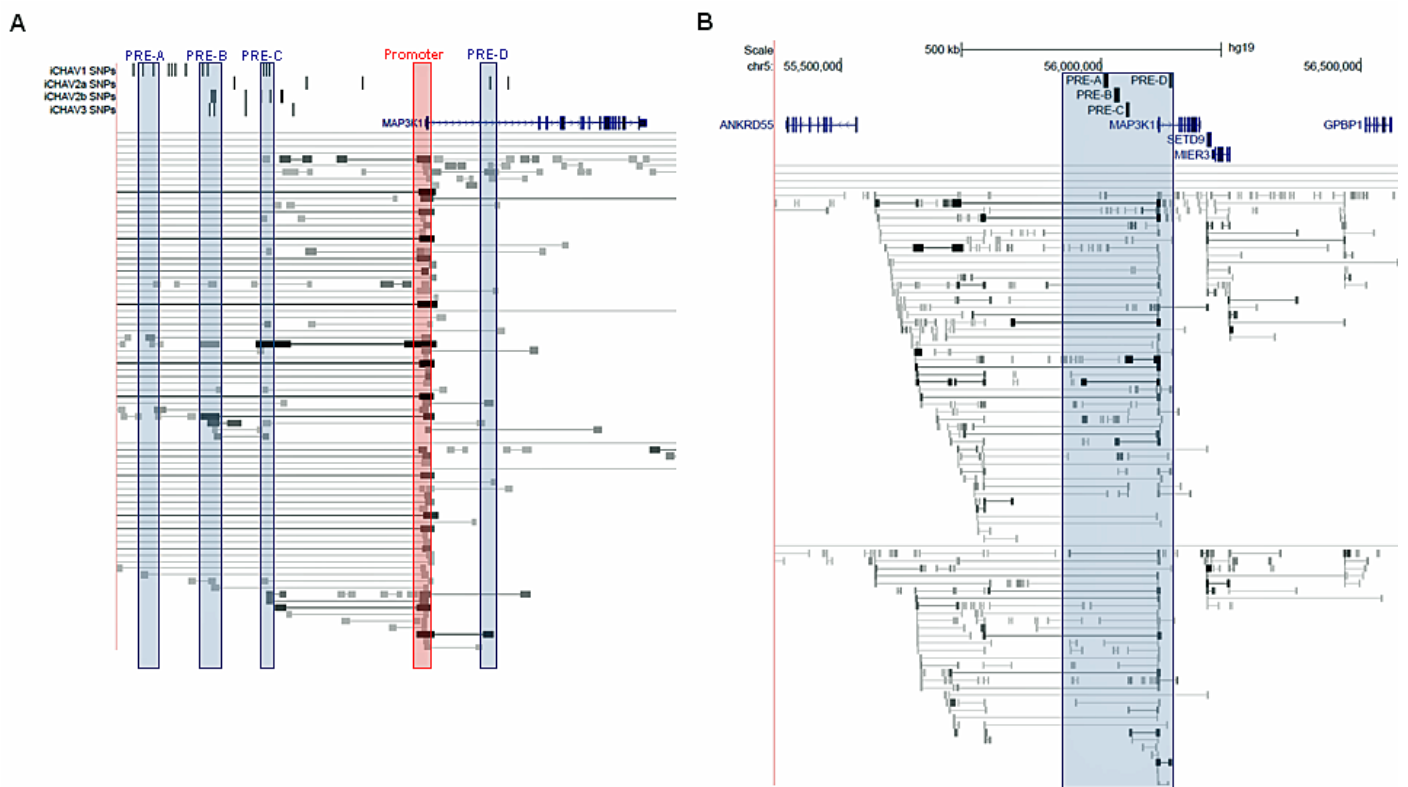 A
PRE-A PRE-B PRE-C Promoter PRE-D
iCHAV1 SNPs
iCHAV2a SNPs
iCHAV2b SNPs
iCHAV3 SNPs
MAP3K1
B
Scale 500 kb hg19
chr5: 55,500,000 56,000,000 56,500,000
PRE-A PRE-D
PRE-B
PRE-C
ANKRD55 MAP3K1 GPBP1
SETD9
MIER3